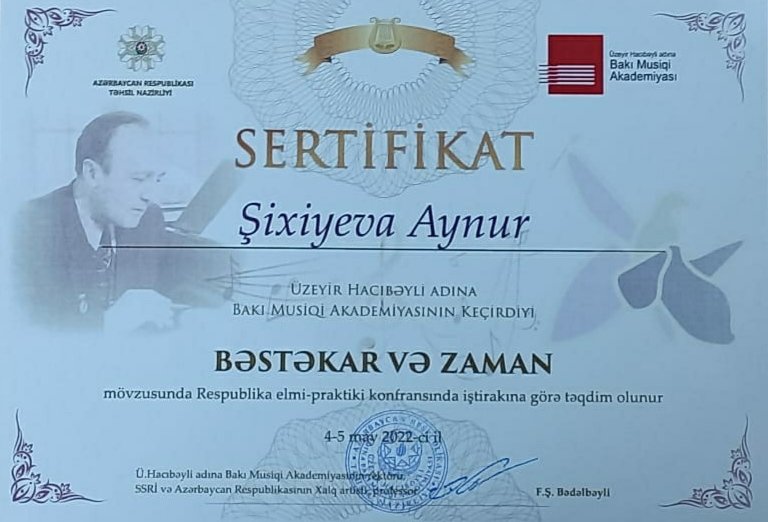 AZƏRBAYCAN RESPUBLİKASI
TƏHSİL NAZİRLİYİ
Üzeyir Hacıbəyli adına
Bakı Musiqi
Akademiyası
SERTİFİKAT
Şixiyeva Aynur
ÜZEYİR HACIBƏYLİ ADINA
BAKI MUSİQİ AKADEMİYASININ KEÇİRDİYİ
BƏSTƏKAR VƏ ZAMAN
mövzusunda Respublika elmi-praktiki konfransında iştirakına görə təqdim olunur
4-5 may 2022-ci il
Ü.Hacıbəyli adına Bakı Musiqi Akademiyasının rektoru,
SSRİ və Azərbaycan Respublikasının Xalq artisti, professor
F.Ş. Bədəlbəyli